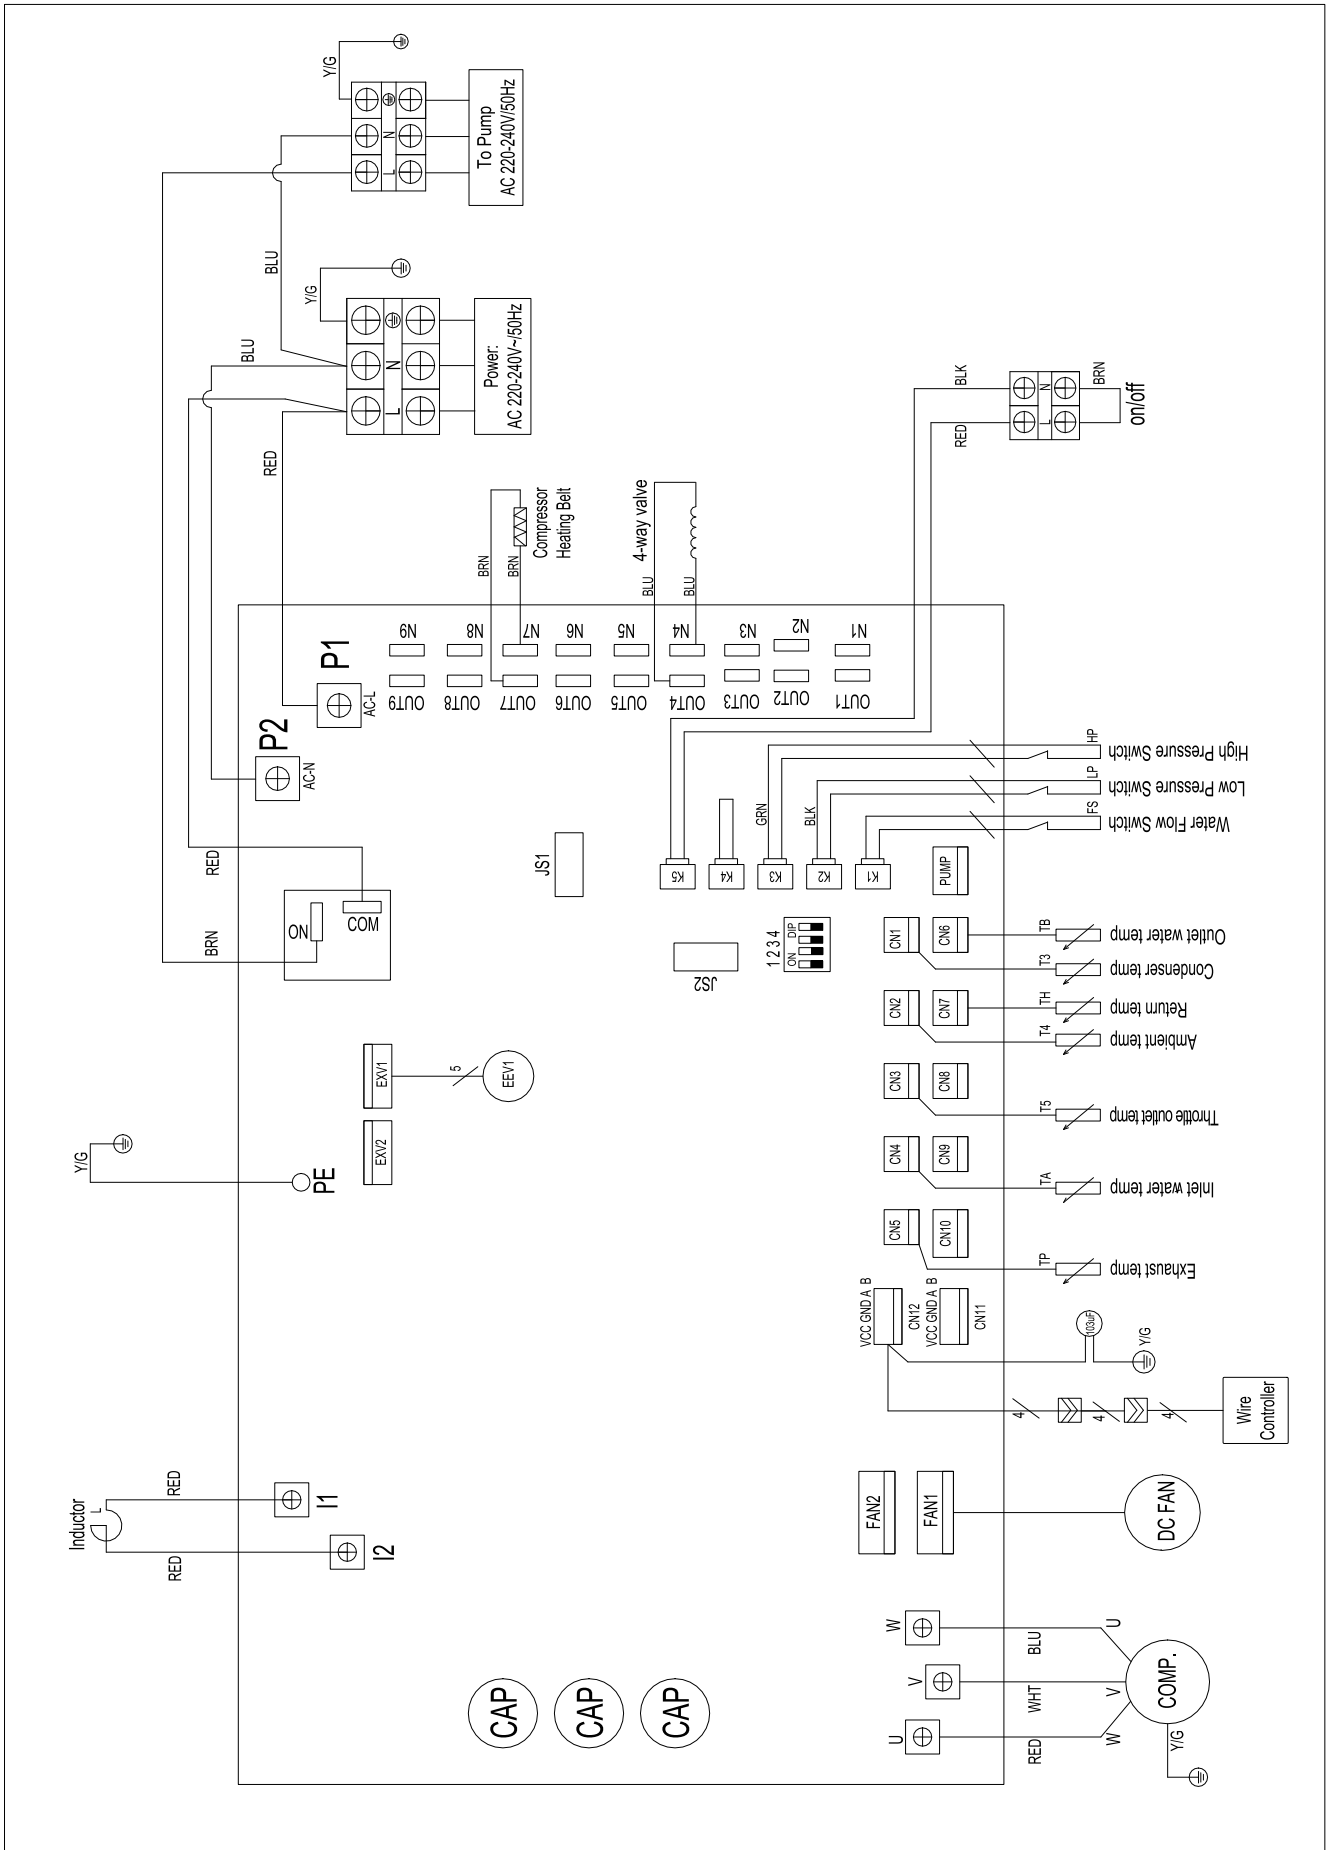 Y/G
L
N
To Pump
AC 220-240V/50Hz
BLU
Y/G
BLU
L
N
Power:
AC 220-240V~/50Hz
RED
BLK
RED
L
N
BRN
on/off
BRN
BRN
Compressor
Heating Belt
4-way valve
BLU
BLU
P1
AC-L
P2
AC-N
N9
N8
N7
N6
N5
N4
N3
N2
N1
OUT9
OUT8
OUT7
OUT6
OUT5
OUT4
OUT3
OUT2
OUT1
RED
BRN
ON
COM
JS1
JS2
K5
K4
K3
K2
K1
GRN
BLK
HP
High Pressure Switch
LP
Low Pressure Switch
FS
Water Flow Switch
PUMP
1 2 3 4
ON DIP
CN1
CN6
CN2
CN7
CN3
CN8
CN4
CN9
CN5
CN10
TB
Outlet water temp
T3
Condenser temp
TH
Return temp
T4
Ambient temp
T5
Throttle outlet temp
TA
Inlet water temp
TP
Exhaust temp
EXV1
5
EEV1
EXV2
Y/G
PE
VCC GND A B
CN12
VCC GND A B
CN11
103uF
Y/G
4
4
4
Wire
Controller
Inductor
L
RED
RED
I1
I2
FAN2
FAN1
DC FAN
W
V
U
BLU
WHT
RED
U
V
W
COMP.
Y/G
CAP
CAP
CAP